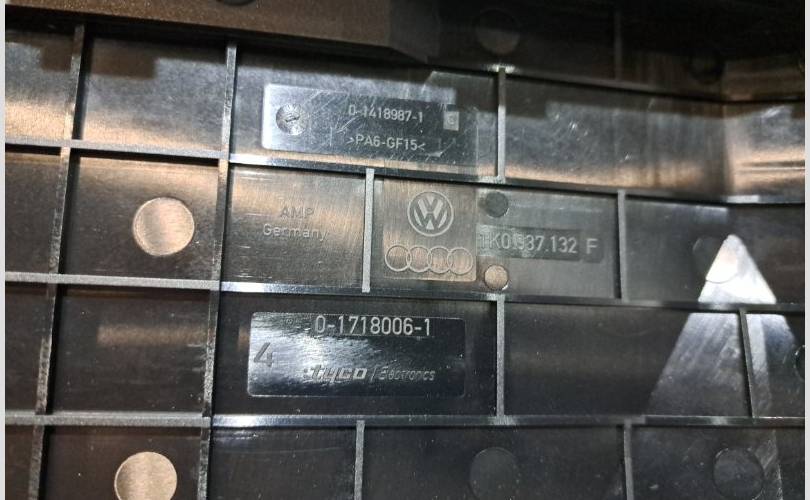 0-1418987-1
>PA6-GF15<
AMP
Germany
1K0.937.132 F
0-1718006-1
4
tyco / Electronics